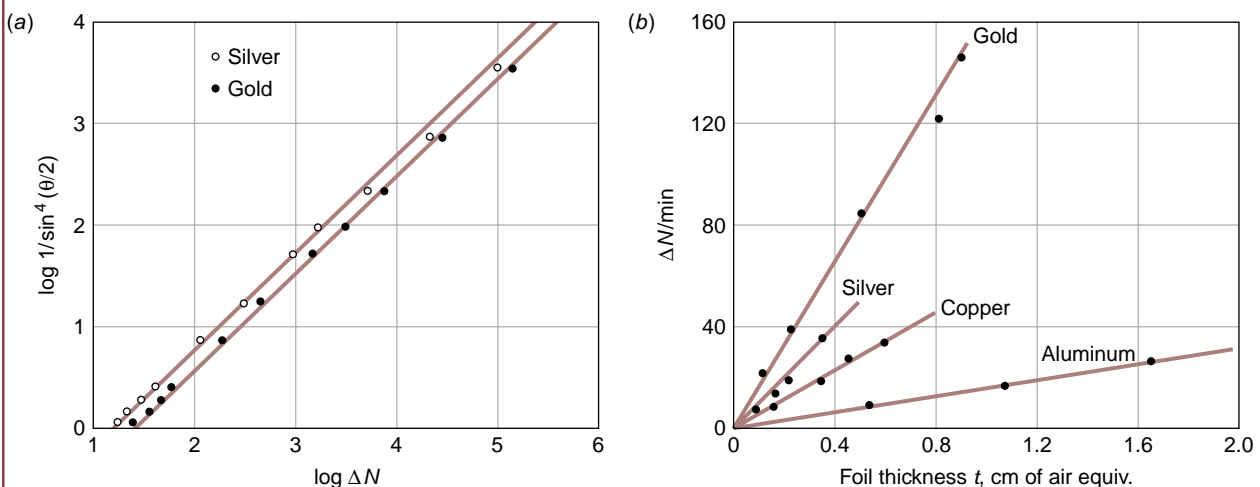 (a)
4
3
2
1
0
log 1/sin⁴ (θ/2)
Silver
Gold
1 2 3 4 5 6
log ΔN
(b)
160
120
80
40
0
ΔN/min
Gold
Silver
Copper
Aluminum
0 0.4 0.8 1.2 1.6 2.0
Foil thickness t, cm of air equiv.